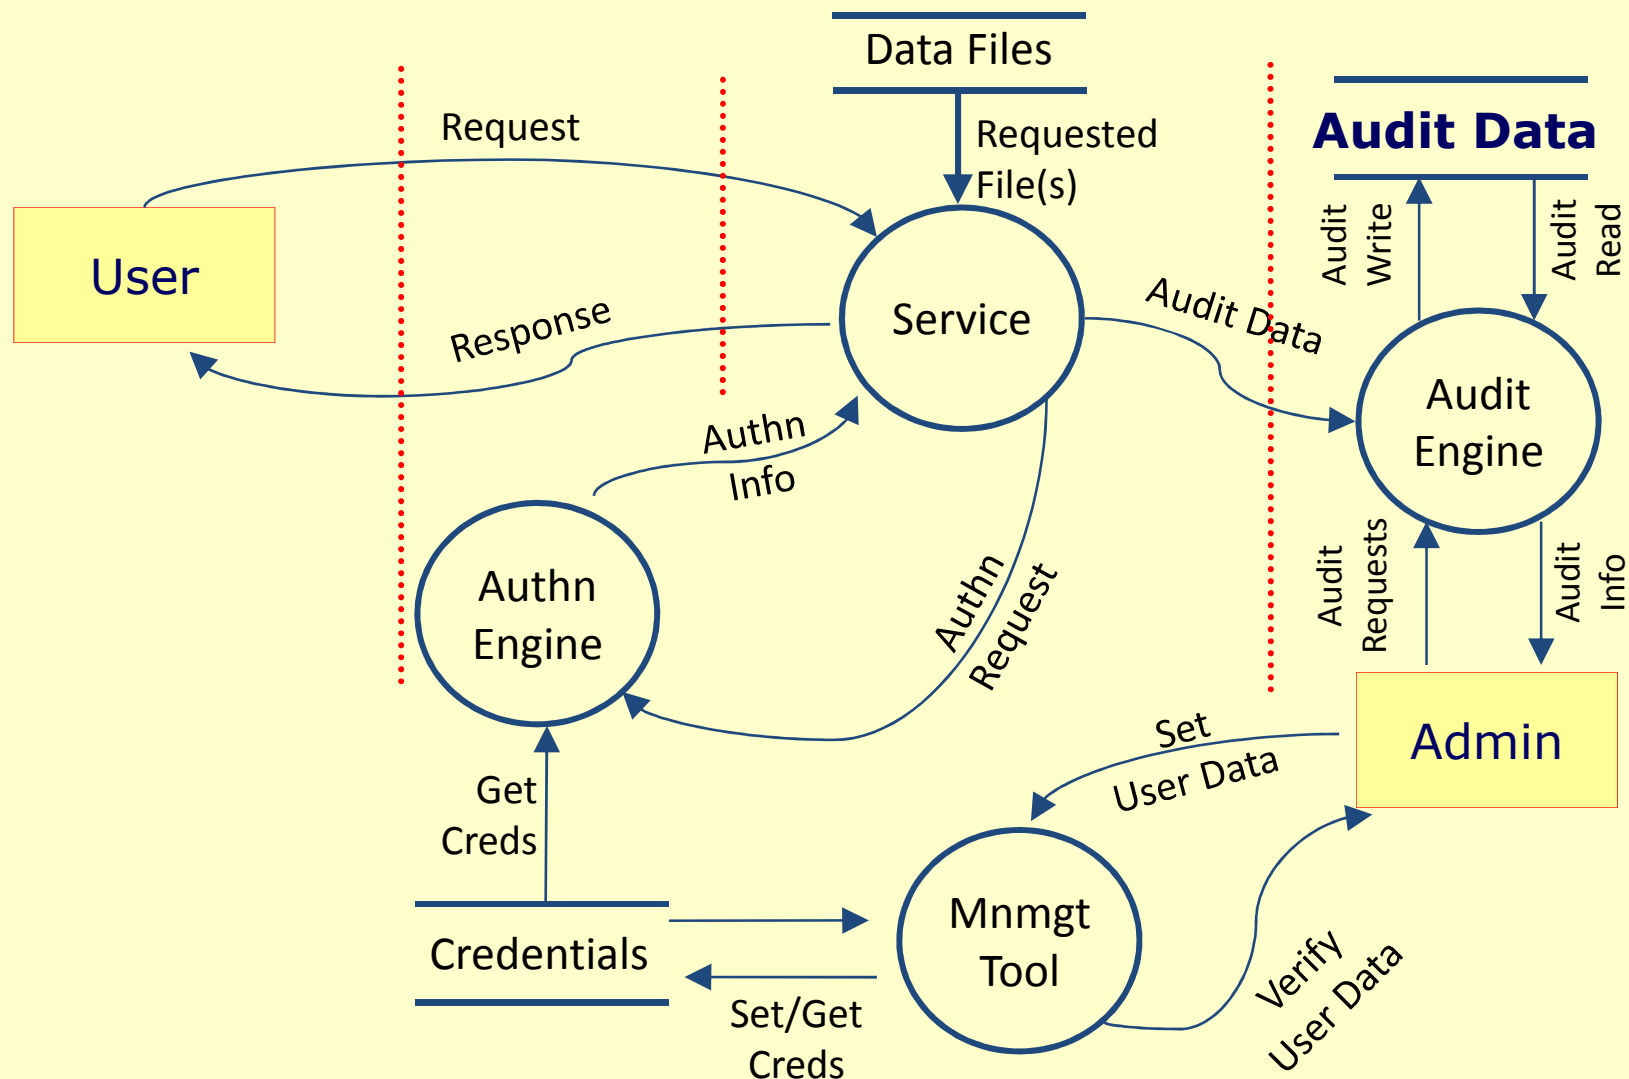 Data Files
Request
Requested
File(s)
Audit Data
Audit
Write
Audit
Read
User
Response
Service
Audit Data
Audit
Engine
Authn
Info
Authn
Engine
Authn
Request
Audit
Requests
Audit
Info
Set
User Data
Admin
Get
Creds
Credentials
Mnmgt
Tool
Set/Get
Creds
Verify
User Data